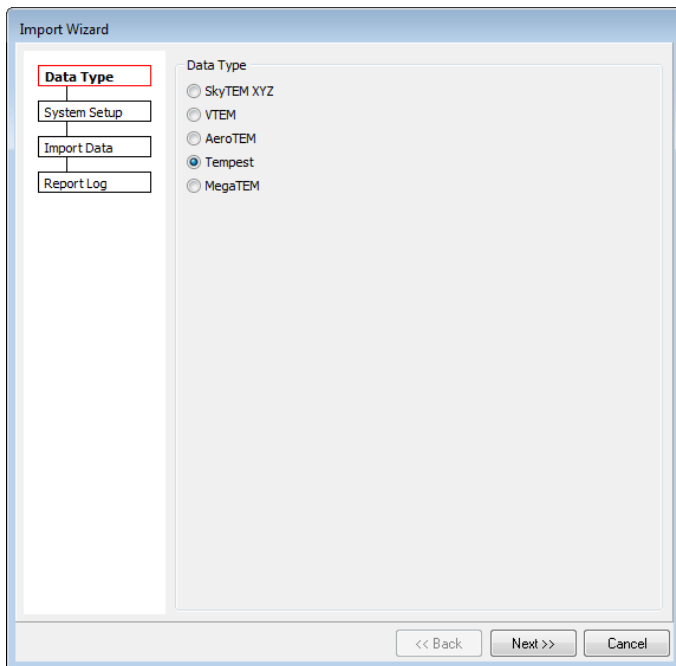 Import Wizard
Data Type
System Setup
Import Data
Report Log
Data Type
SkyTEM XYZ
VTEM
AeroTEM
Tempest
MegaTEM
<< Back
Next >>
Cancel